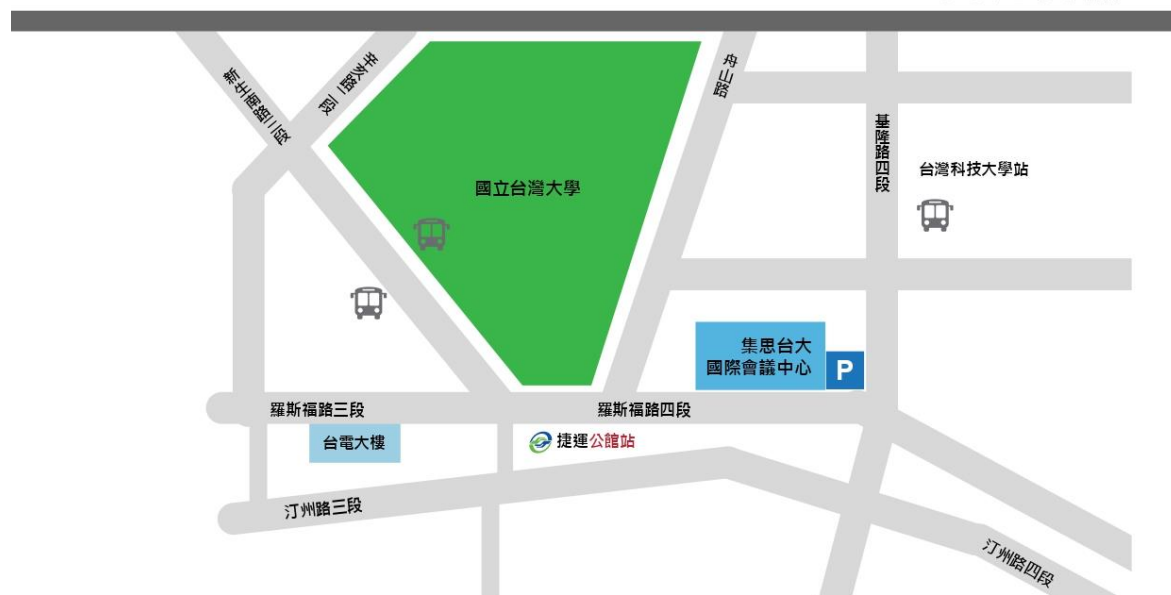 新生南路三段
辛亥路二段
舟山路
基隆路四段
國立台灣大學
台灣科技大學站
集思台大
國際會議中心
P
羅斯福路三段
羅斯福路四段
台電大樓
捷運公館站
汀州路三段
汀州路四段